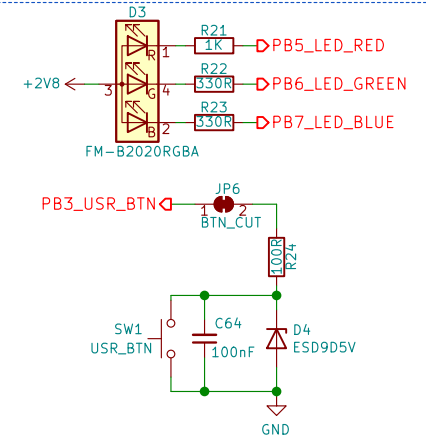 D3
R21
R 1 1K PB5_LED_RED
R22
+2V8 3 G 4 330R PB6_LED_GREEN
R23
B 2 330R PB7_LED_BLUE
FM-B2020RGBA
JP6
PB3_USR_BTN 1 2
BTN_CUT
100R R24
SW1 C64 D4
USR_BTN 100nF ESD9D5V
GND